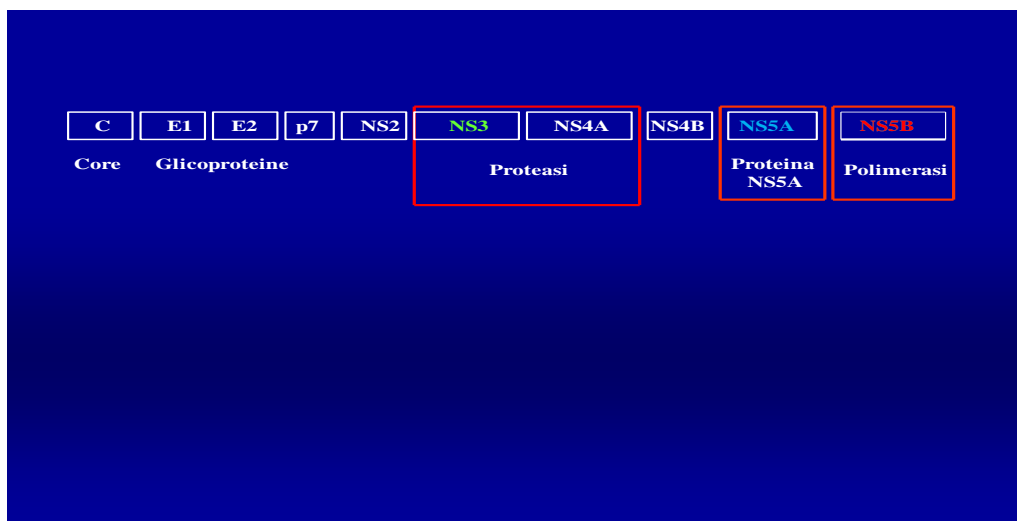 C E1 E2 p7 NS2 NS3 NS4A NS4B NS5A NS5B
Core Glicoproteine Proteasi Proteina NS5A Polimerasi